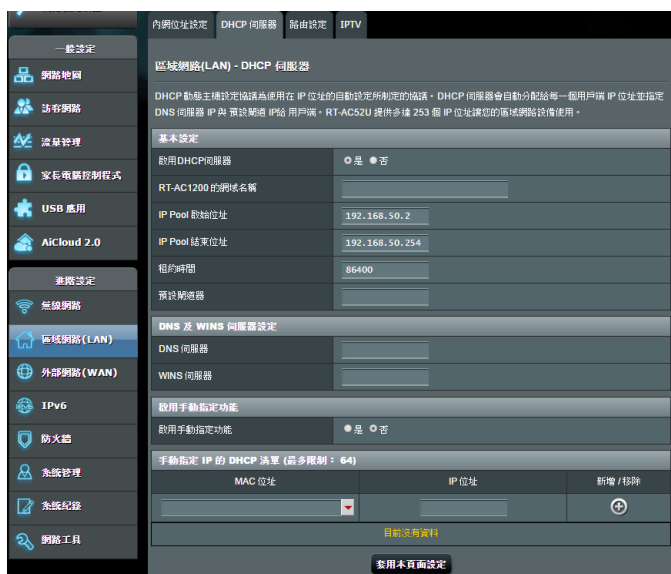 內網位址設定 DHCP 伺服器 路由設定 IPTV
一般設定
網路地圖
訪客網路
流量管理
家長電腦控制程式
USB 應用
AiCloud 2.0
進階設定
無線網路
區域網路(LAN)
外部網路(WAN)
IPv6
防火牆
系統管理
系統紀錄
網路工具
區域網路(LAN) - DHCP 伺服器
DHCP 動態主機設定協議為使用在 IP 位址的自動設定所制定的協議。DHCP 伺服器會自動分配給每一個用戶端 IP 位址並指定
DNS 伺服器 IP 與 預設閘道 IP給 用戶端。RT-AC52U 提供多達 253 個 IP 位址讓您的區域網路設備使用。
基本設定
啟用DHCP伺服器 是 否
RT-AC1200 的網域名稱
IP Pool 啟始位址 192.168.50.2
IP Pool 結束位址 192.168.50.254
租約時間 86400
預設閘道器
DNS 及 WINS 伺服器設定
DNS 伺服器
WINS 伺服器
啟用手動指定功能
啟用手動指定功能 是 否
手動指定 IP 的 DHCP 清單 (最多限制 : 64)
MAC 位址 IP 位址 新增 / 移除
目前沒有資料
套用本頁面設定